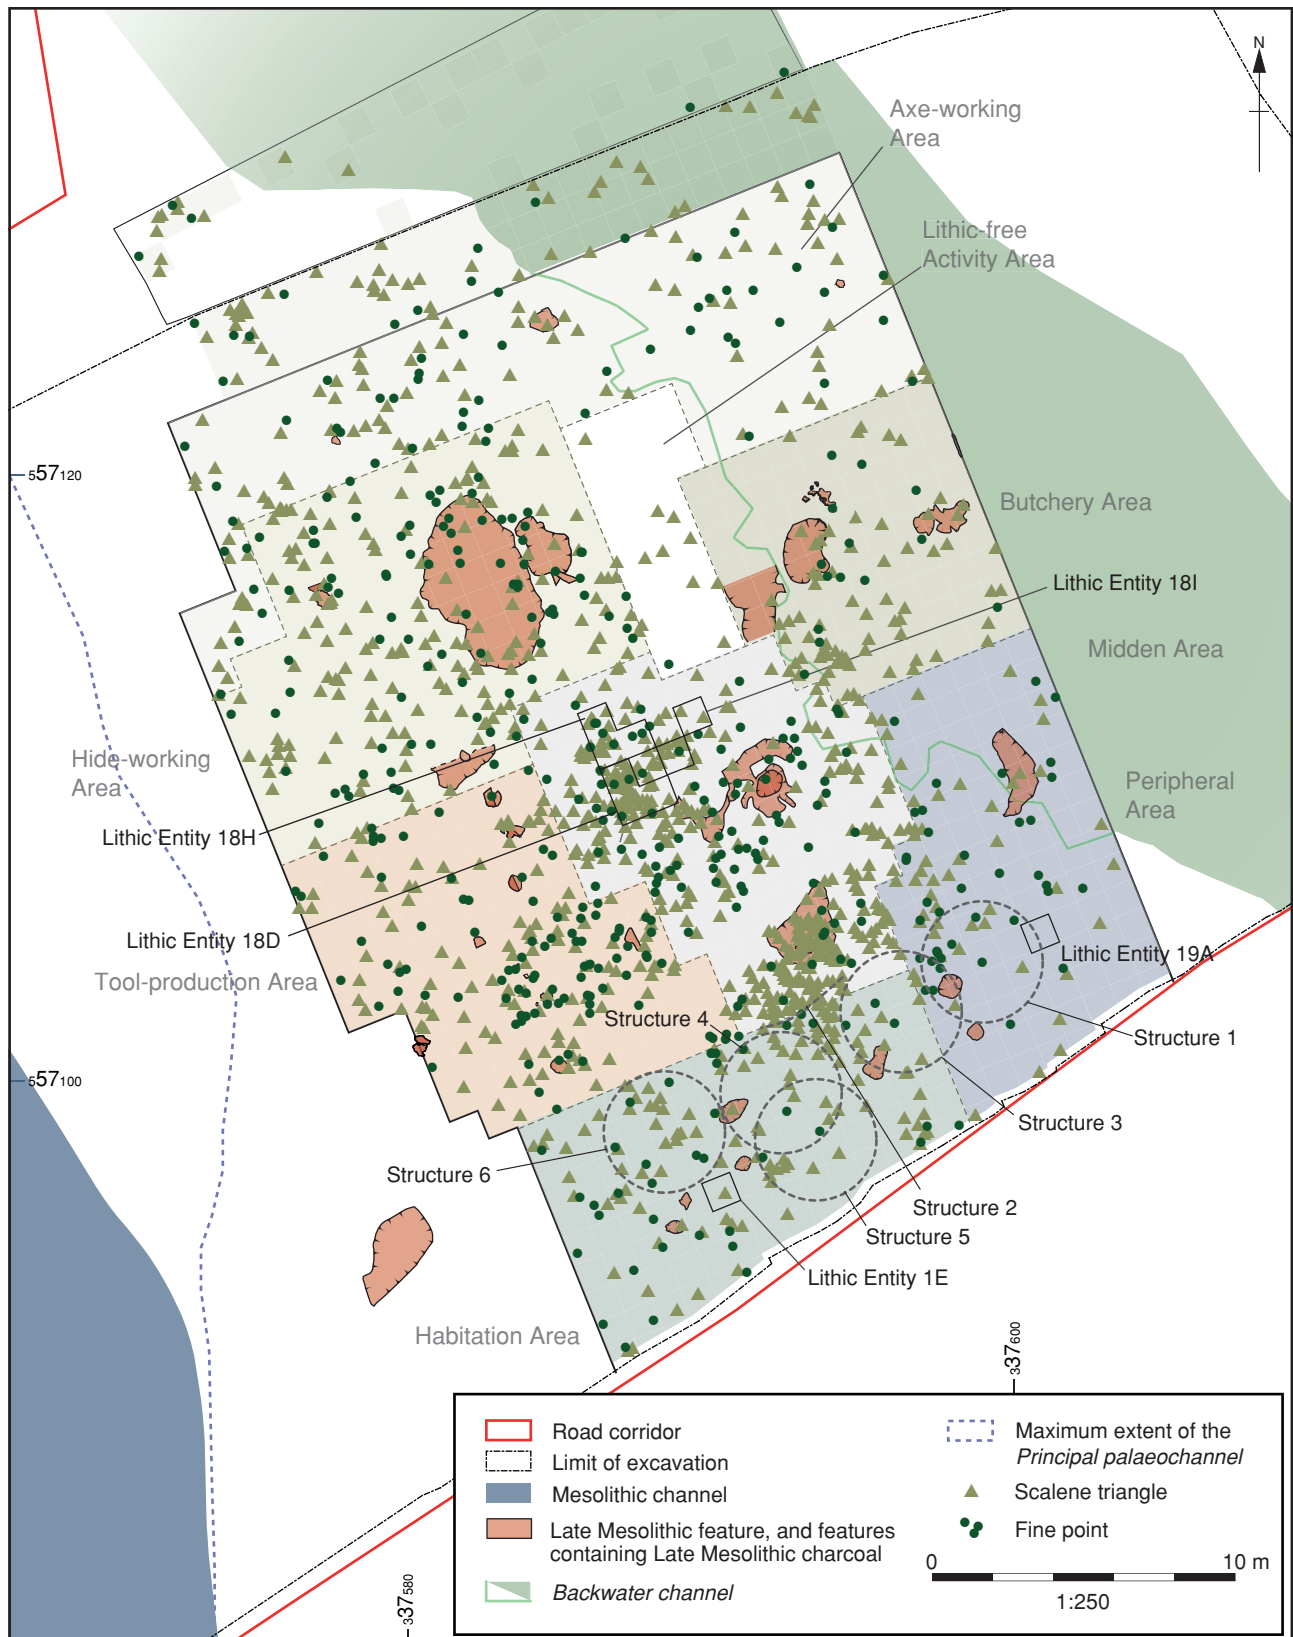 N
Axe-working
Area
Lithic-free
Activity Area
557120
Butchery Area
Lithic Entity 18I
Midden Area
Hide-working
Area
Peripheral
Area
Lithic Entity 18H
Lithic Entity 18D
Lithic Entity 19A
Tool-production Area
Structure 4
Structure 1
557100
Structure 3
Structure 6
Structure 2
Structure 5
Lithic Entity 1E
Habitation Area
337600
337580
Road corridor
Limit of excavation
Mesolithic channel
Late Mesolithic feature, and features
containing Late Mesolithic charcoal
Backwater channel
Maximum extent of the
Principal palaeochannel
Scalene triangle
Fine point
0 10 m
1:250